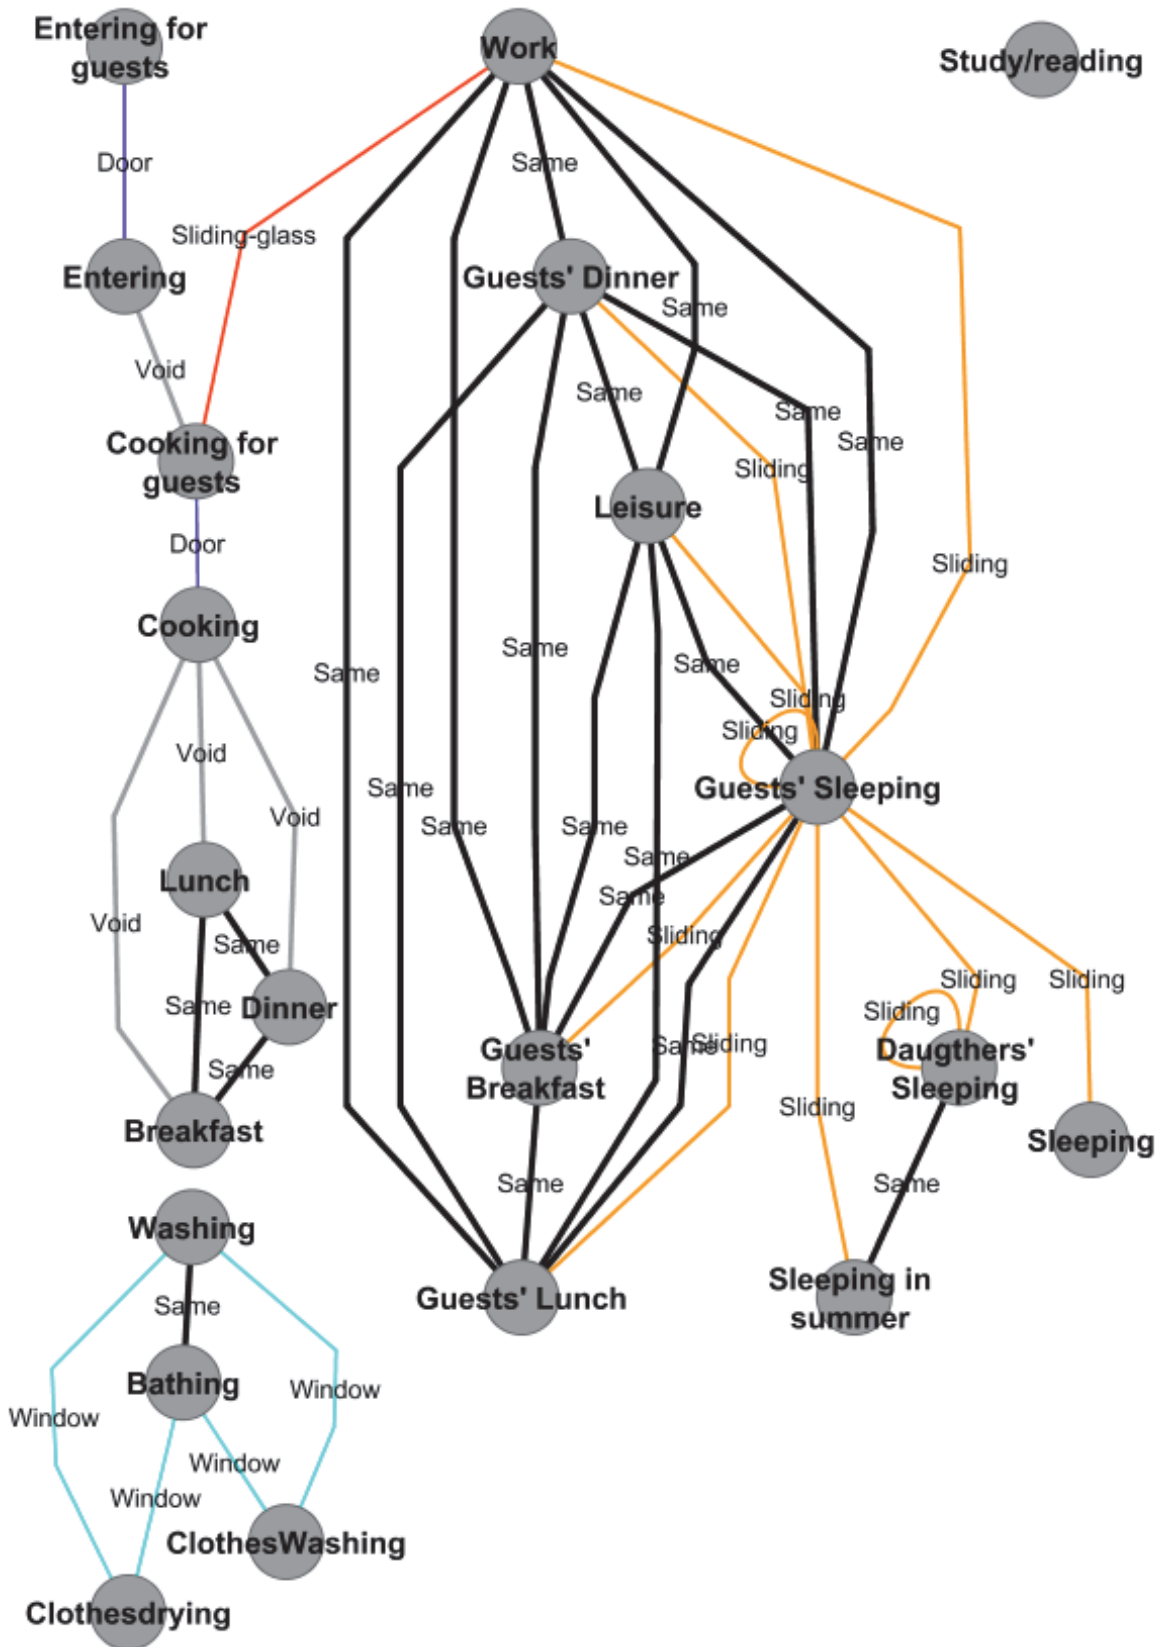 Entering for
guests
Work
Study/reading
Door
Same
Sliding-glass
Entering
Guests' Dinner
Same
Void
Same
Same
Same
Cooking for
guests
Sliding
Leisure
Door
Sliding
Cooking
Same
Same
Same
Sliding
Sliding
Void
Guests' Sleeping
Same
Void
Same
Same
Same
Lunch
Same
Void
Sliding
Same
Sliding
Sliding
Same
Dinner
Sliding
Same
Sliding
Guests'
Breakfast
Daugthers'
Sleeping
Same
Sliding
Breakfast
Sleeping
Same
Same
Washing
Sleeping in
summer
Guests' Lunch
Same
Bathing
Window
Window
Window
Window
ClothesWashing
Clothesdrying